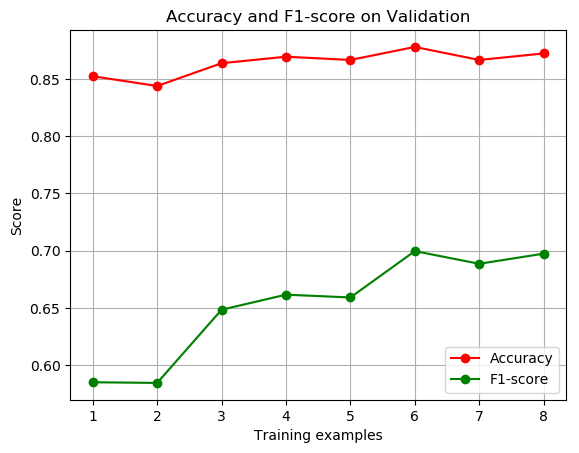 Accuracy and F1-score on Validation
Score
0.85
0.80
0.75
0.70
0.65
0.60
Accuracy
F1-score
1 2 3 4 5 6 7 8
Training examples